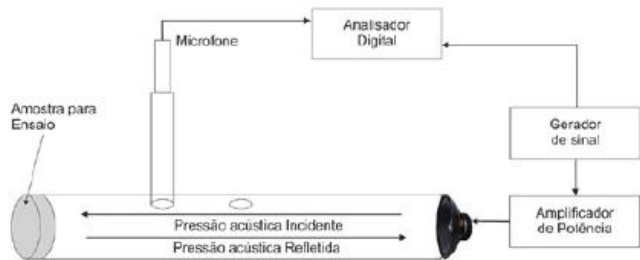 Microfone
Analisador
Digital
Amostra para
Ensaio
Gerador
de sinal
Pressão acústica Incidente
Pressão acústica Refletida
Amplificador
de Potência